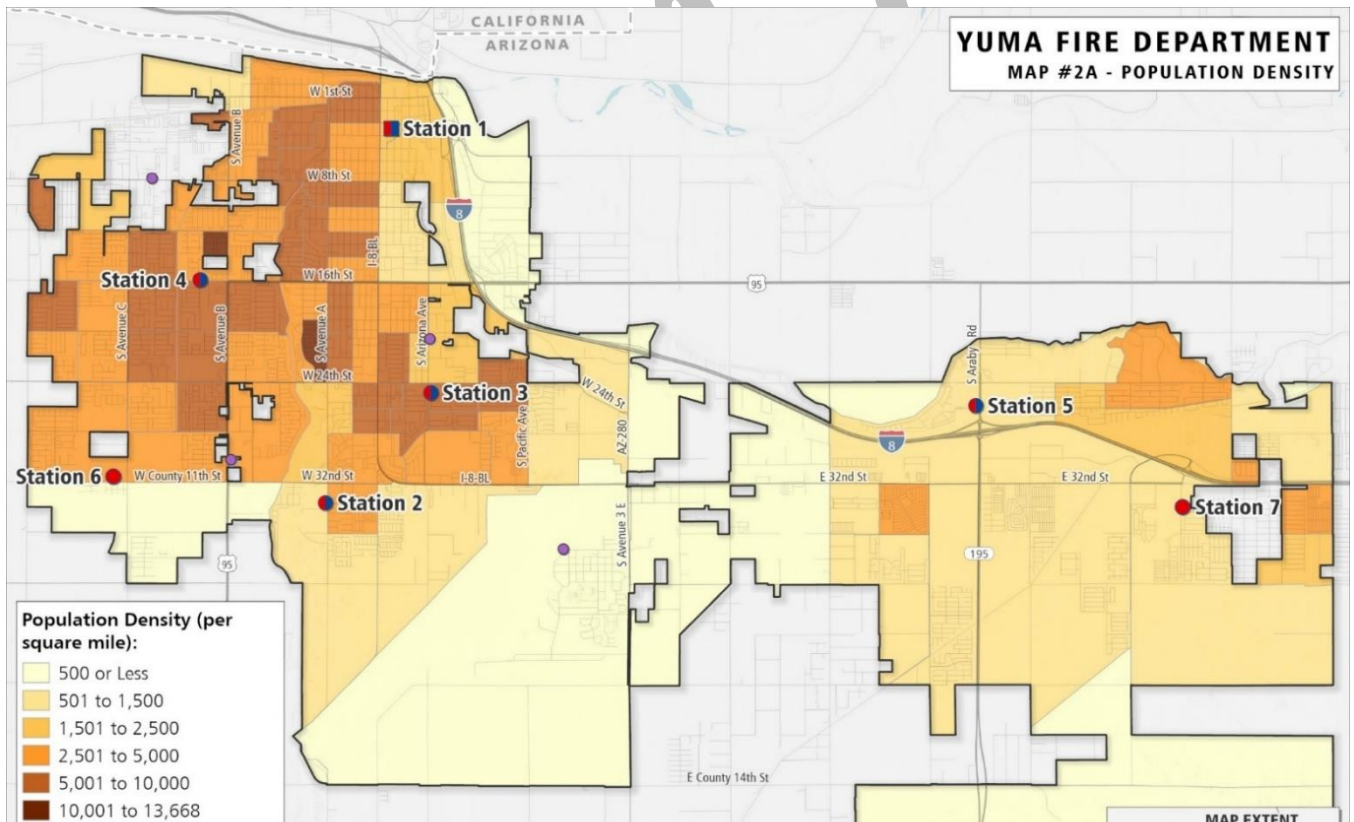 CALIFORNIA
ARIZONA
YUMA FIRE DEPARTMENT
MAP #2A - POPULATION DENSITY
W 1st St
S Avenue B
Station 1
W 8th St
8
I-8-BL
Station 4
W 16th St
95
S Avenue C
S Avenue B
S Avenue A
S Arizona Ave
S Araby Rd
W 24th St
W 24th St
Station 3
Station 5
S Pacific Ave
AZ-280
8
Station 6
W County 11th St
W 32nd St
I-8-BL
E 32nd St
E 32nd St
Station 2
Station 7
S Avenue 3 E
95
195
Population Density (per
square mile):
500 or Less
501 to 1,500
1,501 to 2,500
2,501 to 5,000
5,001 to 10,000
10,001 to 13,668
E County 14th St
MAP EXTENT